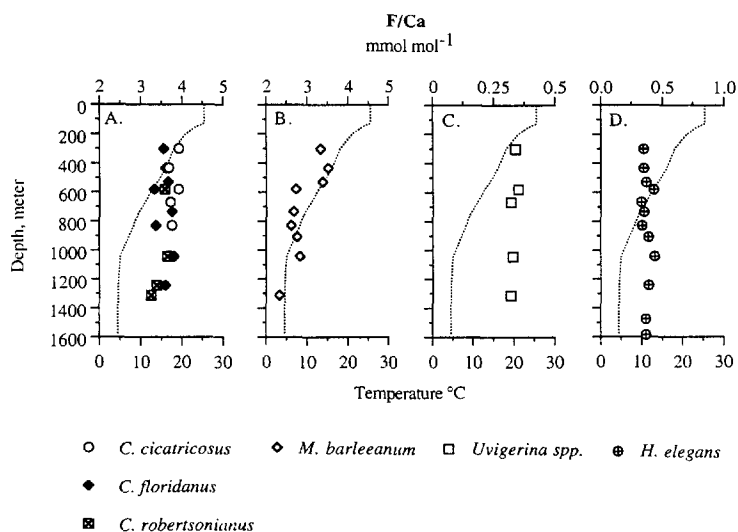 F/Ca
mmol mol-1
2 3 4 5 2 3 4 5 0 0.25 0.5 0.0 0.5 1.0
A. B. C. D.
0
200
400
600
800
1000
1200
1400
1600
Depth, meter
0 10 20 30 0 10 20 30 0 10 20 30 0 10 20 30
Temperature °C
C. cicatricosus M. barleeanum Uvigerina spp. H. elegans
C. floridanus
C. robertsonianus